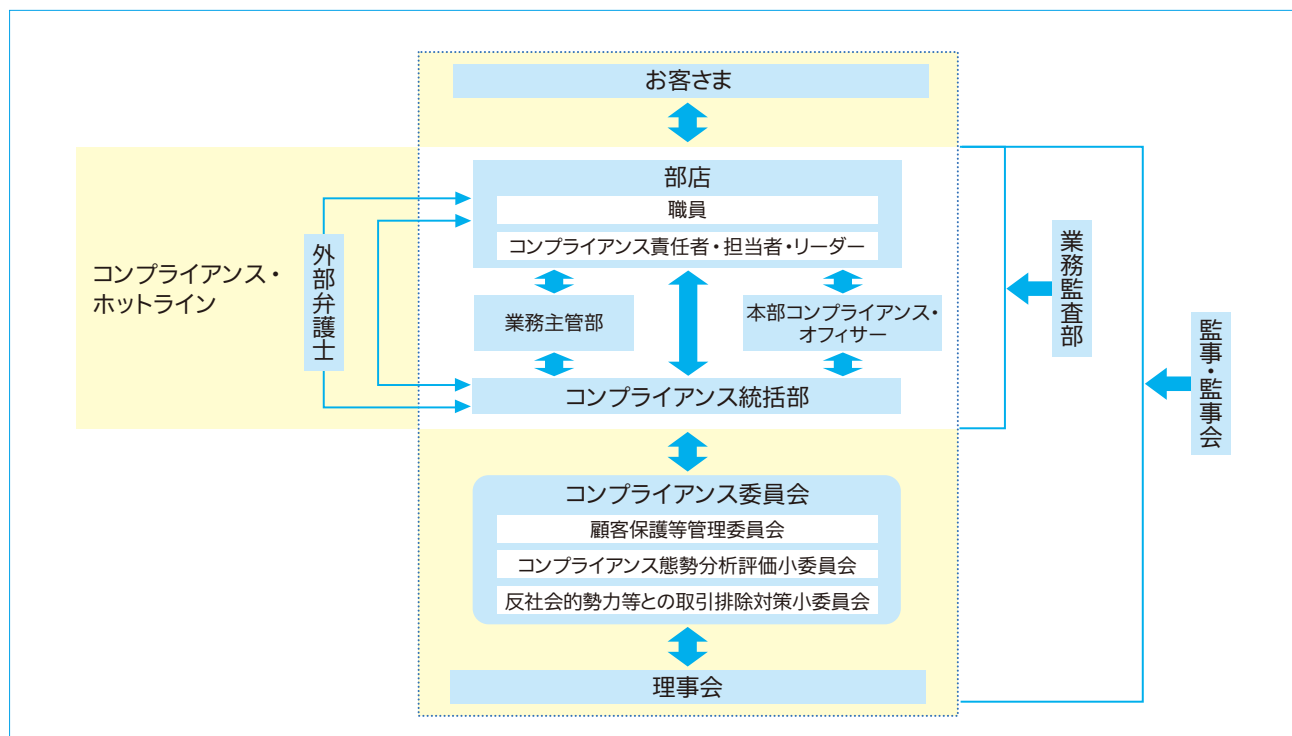 お客さま
部店
職員
コンプライアンス責任者・担当者・リーダー
コンプライアンス・
ホットライン
外部弁護士
業務主管部
本部コンプライアンス・
オフィサー
コンプライアンス統括部
業務監査部
監事・監事会
コンプライアンス委員会
顧客保護等管理委員会
コンプライアンス態勢分析評価小委員会
反社会的勢力等との取引排除対策小委員会
理事会